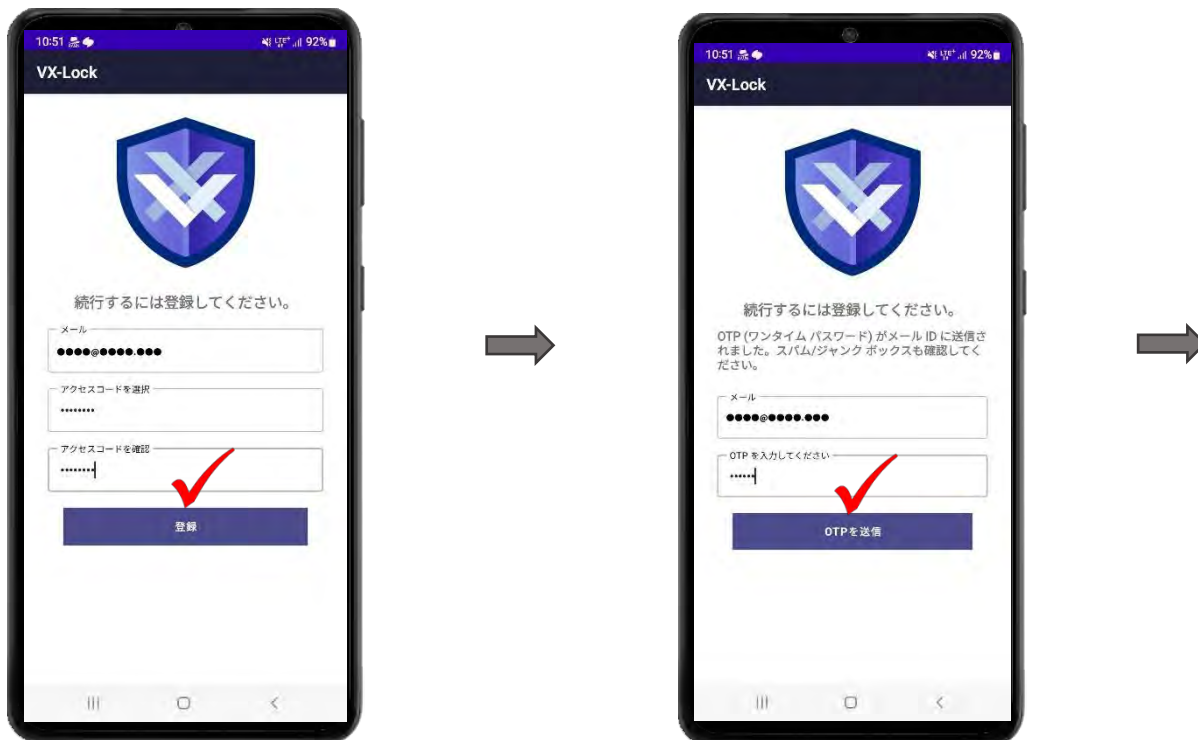 10:51 LTE+ 92%
VX-Lock
続行するには登録してください。
メール
●●●●@●●●●.●●●
アクセスコードを選択
••••••••
アクセスコードを確認
••••••••
登録
10:51 LTE+ 92%
VX-Lock
続行するには登録してください。
OTP (ワンタイム パスワード) がメール ID に送信さ
れました。スパム/ジャンク ボックスも確認してく
ださい。
メール
●●●●@●●●●.●●●
OTP を入力してください
••••••
OTPを送信